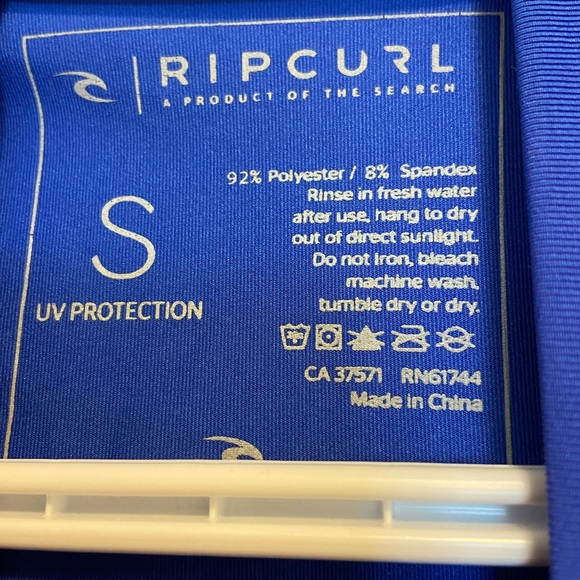 RIPCURL
A PRODUCT OF THE SEARCH
92% Polyester / 8% Spandex
Rinse in fresh water
after use, hang to dry
out of direct sunlight.
Do not Iron, bleach
machine wash,
tumble dry or dry.
S
UV PROTECTION
CA 37571 RN61744
Made in China